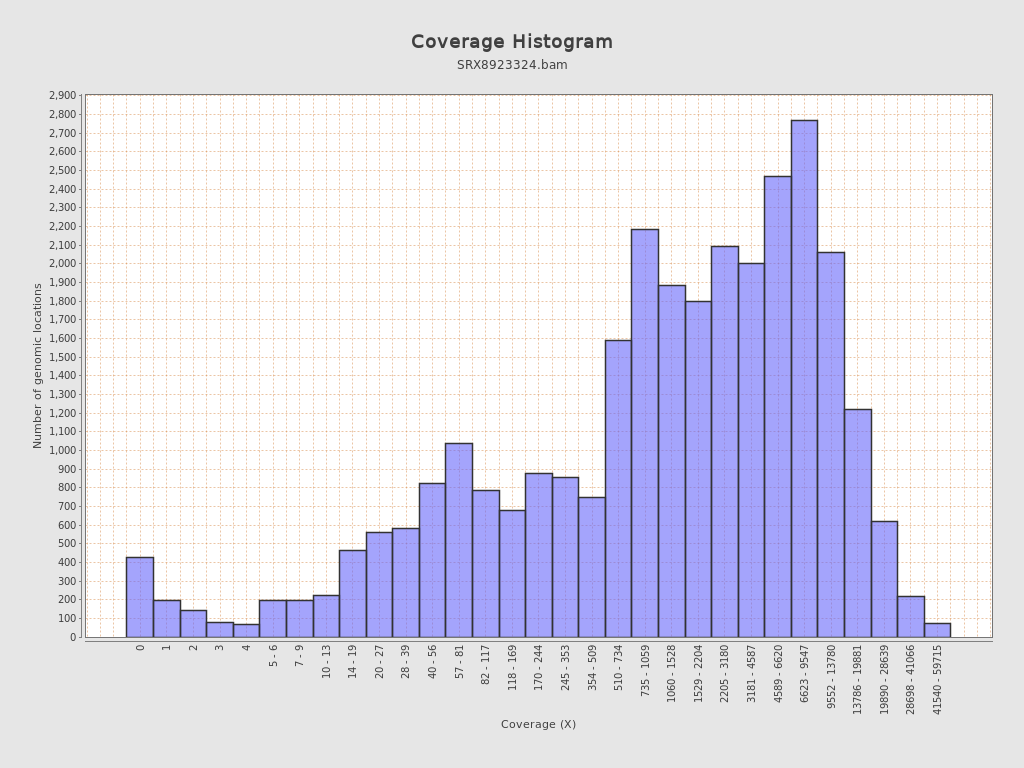 Coverage Histogram
SRX8923324.bam
Number of genomic locations
2,900
2,800
2,700
2,600
2,500
2,400
2,300
2,200
2,100
2,000
1,900
1,800
1,700
1,600
1,500
1,400
1,300
1,200
1,100
1,000
900
800
700
600
500
400
300
200
100
0
0
1
2
3
4
5 - 6
7 - 9
10 - 13
14 - 19
20 - 27
28 - 39
40 - 56
57 - 81
82 - 117
118 - 169
170 - 244
245 - 353
354 - 509
510 - 734
735 - 1059
1060 - 1528
1529 - 2204
2205 - 3180
3181 - 4587
4589 - 6620
6623 - 9547
9552 - 13780
13786 - 19881
19890 - 28639
28698 - 41066
41540 - 59715
Coverage (X)